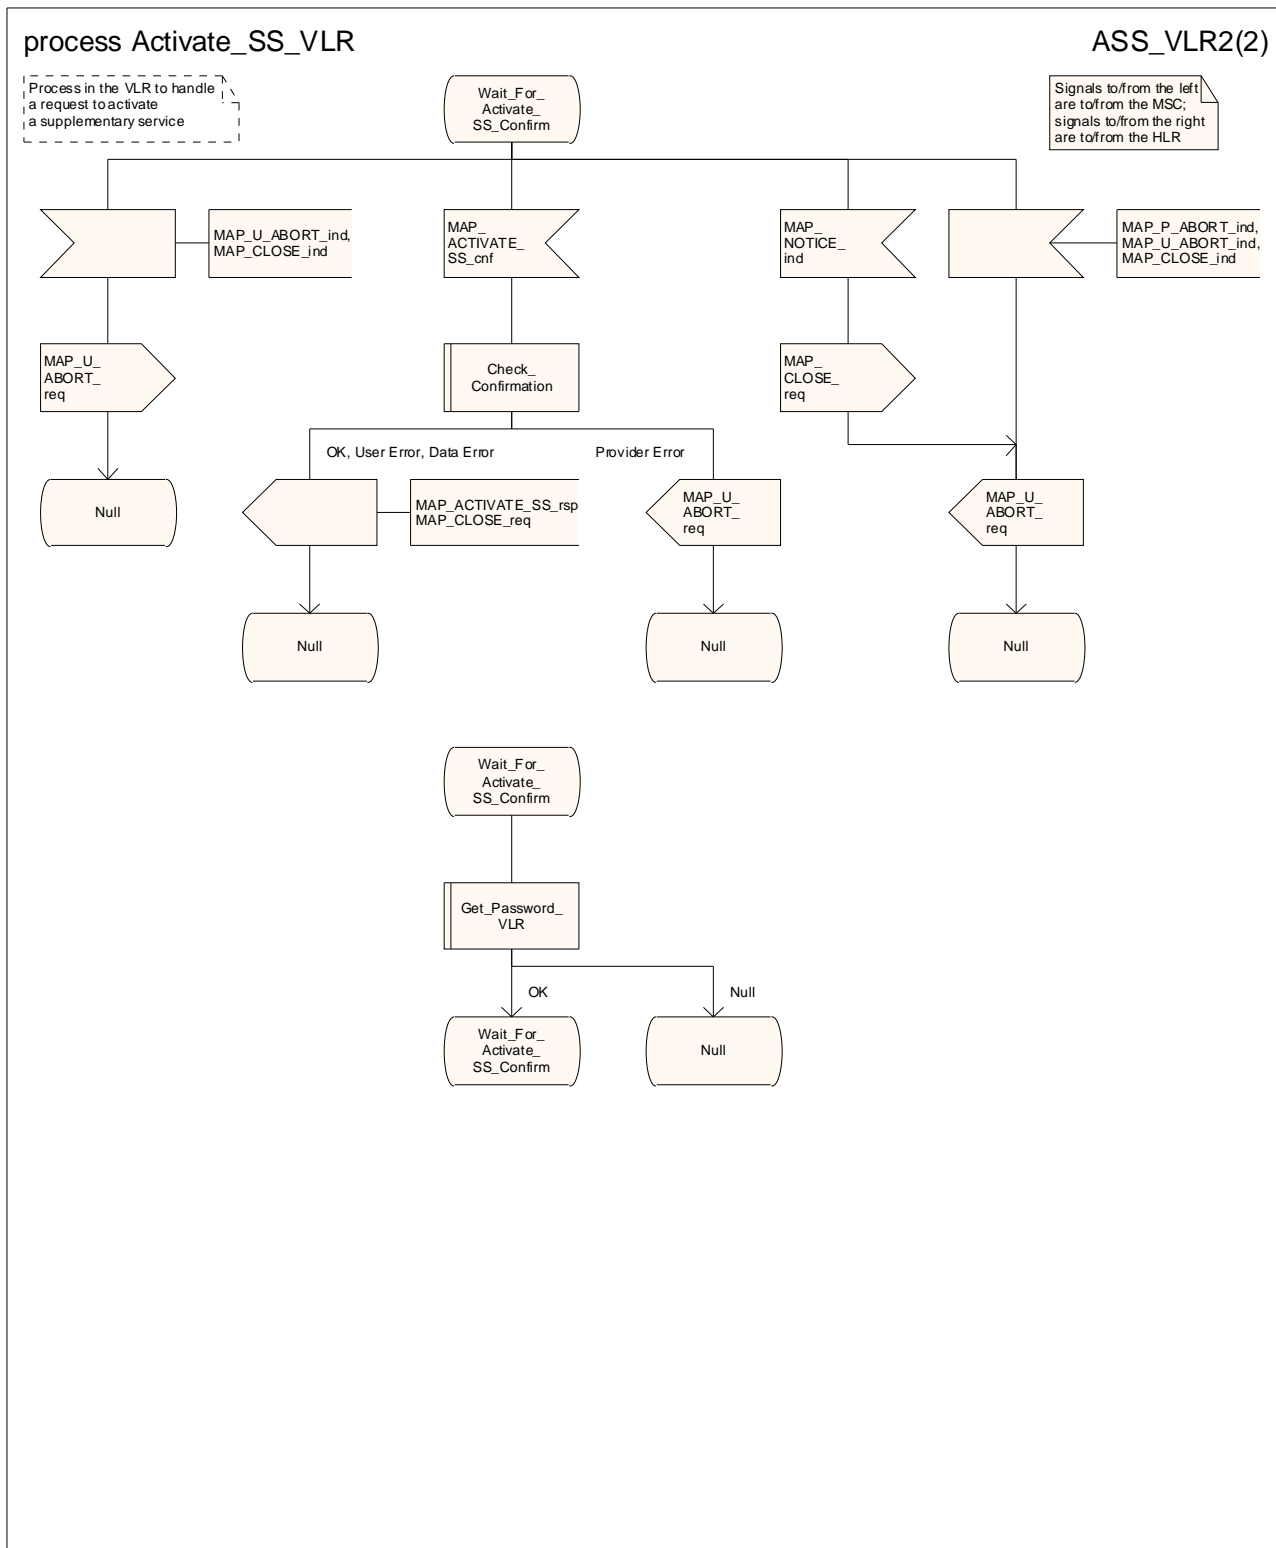 process Activate_SS_VLR
ASS_VLR2(2)
Process in the VLR to handle
a request to activate
a supplementary service
Wait_For_
Activate_
SS_Confirm
Signals to/from the left
are to/from the MSC;
signals to/from the right
are to/from the HLR
MAP_U_ABORT_ind,
MAP_CLOSE_ind
MAP_
ACTIVATE_
SS_cnf
MAP_
NOTICE_
ind
MAP_P_ABORT_ind,
MAP_U_ABORT_ind,
MAP_CLOSE_ind
MAP_U_
ABORT_
req
Check_
Confirmation
MAP_
CLOSE_
req
OK, User Error, Data Error
Provider Error
Null
MAP_ACTIVATE_SS_rsp
MAP_CLOSE_req
MAP_U_
ABORT_
req
MAP_U_
ABORT_
req
Null
Null
Null
Wait_For_
Activate_
SS_Confirm
Get_Password_
VLR
OK
Null
Wait_For_
Activate_
SS_Confirm
Null